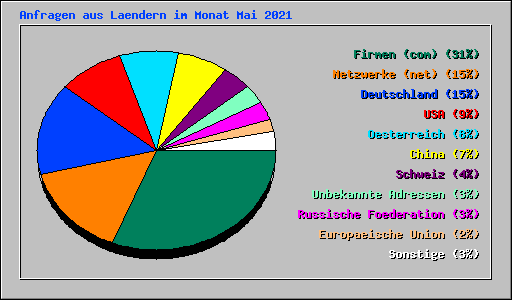 Anfragen aus Laendern im Monat Mai 2021
Firmen (com) (31%)
Netzwerke (net) (15%)
Deutschland (15%)
USA (9%)
Oesterreich (8%)
China (7%)
Schweiz (4%)
Unbekannte Adressen (3%)
Russische Foederation (3%)
Europaeische Union (2%)
Sonstige (3%)